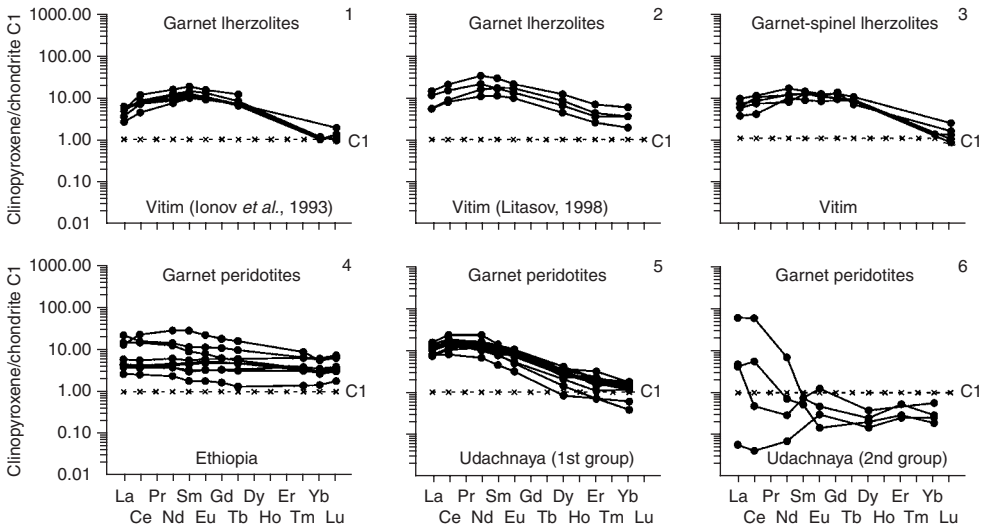 Clinopyroxene/chondrite C1
1000.00
100.00
10.00
1.00
0.10
0.01
Garnet lherzolites 1
C1
Vitim (Ionov et al., 1993)
Garnet lherzolites 2
C1
Vitim (Litasov, 1998)
Garnet-spinel lherzolites 3
C1
Vitim
Clinopyroxene/chondrite C1
1000.00
100.00
10.00
1.00
0.10
0.01
Garnet peridotites 4
C1
Ethiopia
Garnet peridotites 5
C1
Udachnaya (1st group)
Garnet peridotites 6
C1
Udachnaya (2nd group)
La Pr Sm Gd Dy Er Yb
Ce Nd Eu Tb Ho Tm Lu
La Pr Sm Gd Dy Er Yb
Ce Nd Eu Tb Ho Tm Lu
La Pr Sm Gd Dy Er Yb
Ce Nd Eu Tb Ho Tm Lu